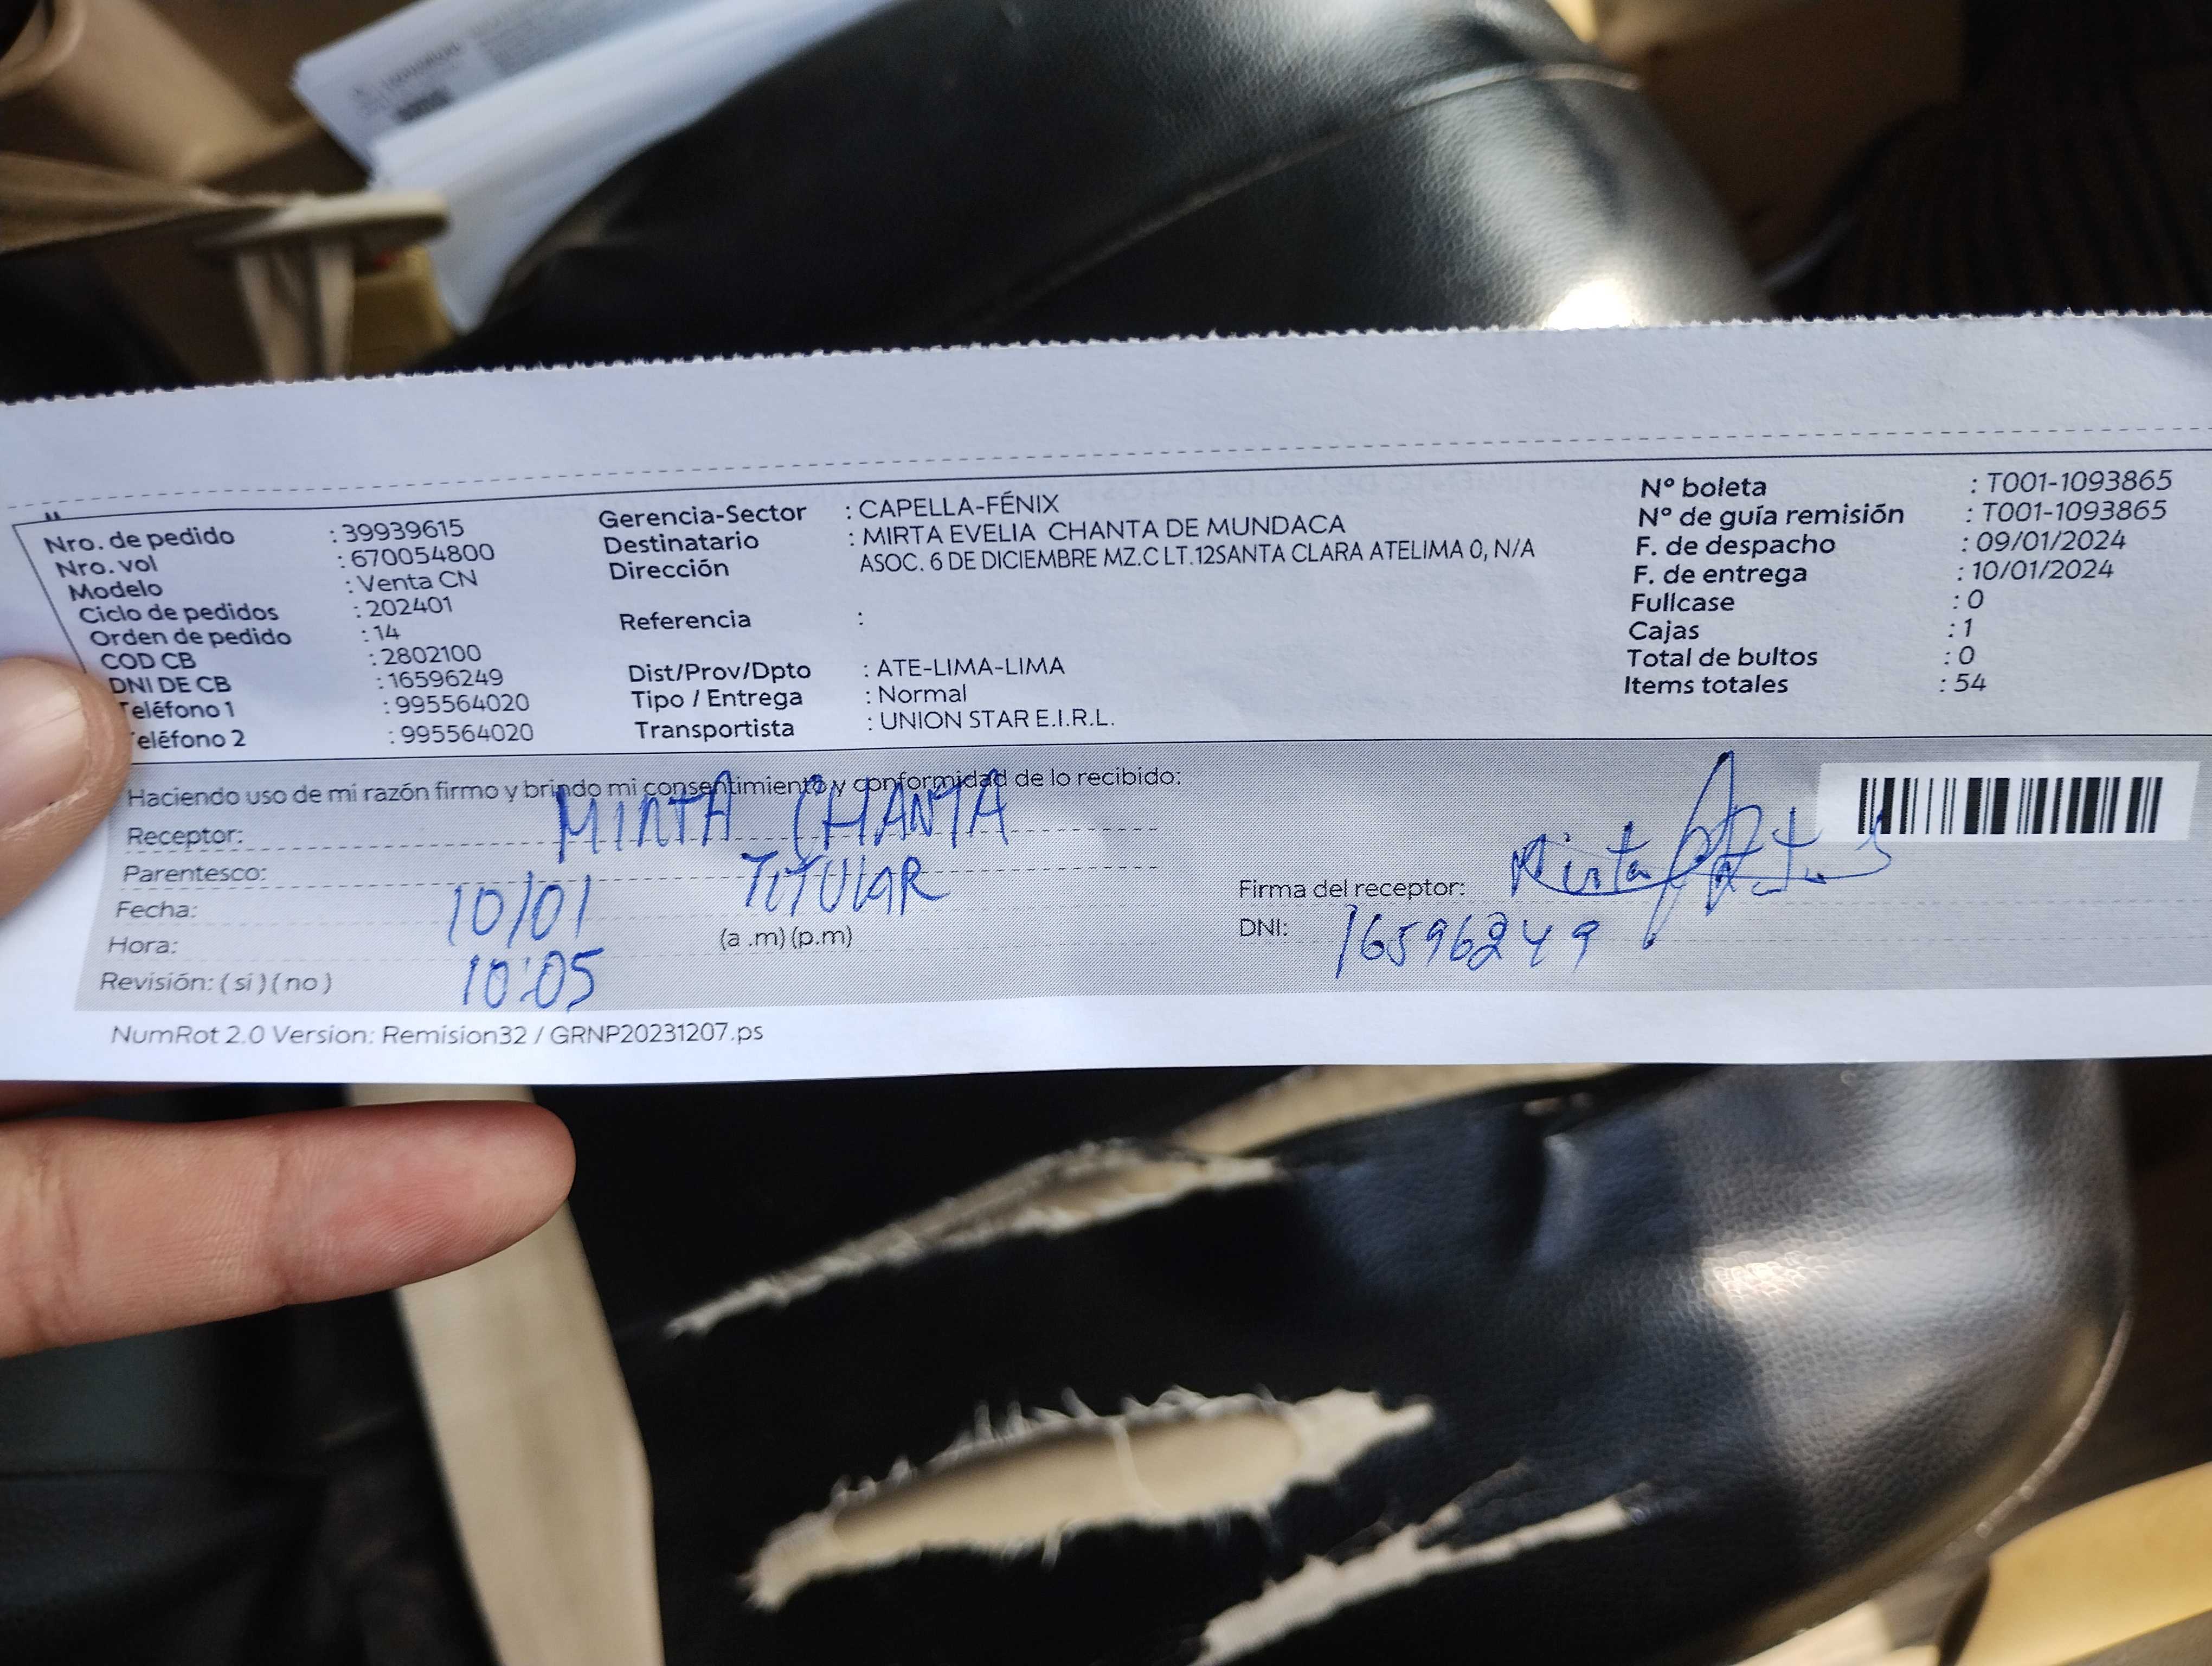 Nro. de pedido : 39939615
Nro. vol : 670054800
Modelo : Venta CN
Ciclo de pedidos : 202401
Orden de pedido : 14
COD CB : 2802100
DNI DE CB : 16596249
Teléfono 1 : 995564020
Teléfono 2 : 995564020
Gerencia-Sector : CAPELLA-FÉNIX
Destinatario : MIRTA EVELIA CHANTA DE MUNDACA
Dirección ASOC. 6 DE DICIEMBRE MZ.C LT.12SANTA CLARA ATELIMA 0, N/A
Referencia :
Dist/Prov/Dpto : ATE-LIMA-LIMA
Tipo / Entrega : Normal
Transportista : UNION STAR E.I.R.L.
Nº boleta : T001-1093865
Nº de guía remisión : T001-1093865
F. de despacho : 09/01/2024
F. de entrega : 10/01/2024
Fullcase : 0
Cajas : 1
Total de bultos : 0
Items totales : 54
Haciendo uso de mi razón firmo y brindo mi consentimiento y conformidad de lo recibido:
Receptor: MIRTA CHANTA
Parentesco: TITULAR
Fecha: 10/01
Hora: 10:05 (a .m) (p.m)
Revisión: ( si ) ( no )
Firma del receptor: Mirta
DNI: 16596249
NumRot 2.0 Version: Remision32 / GRNP20231207.ps